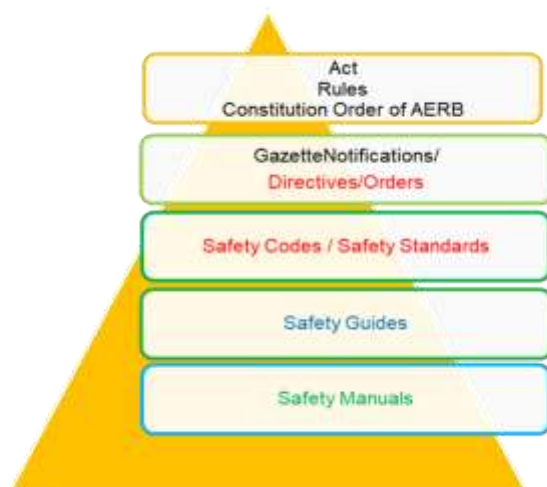 Act
Rules
Constitution Order of AERB
GazetteNotifications/
Directives/Orders
Safety Codes / Safety Standards
Safety Guides
Safety Manuals